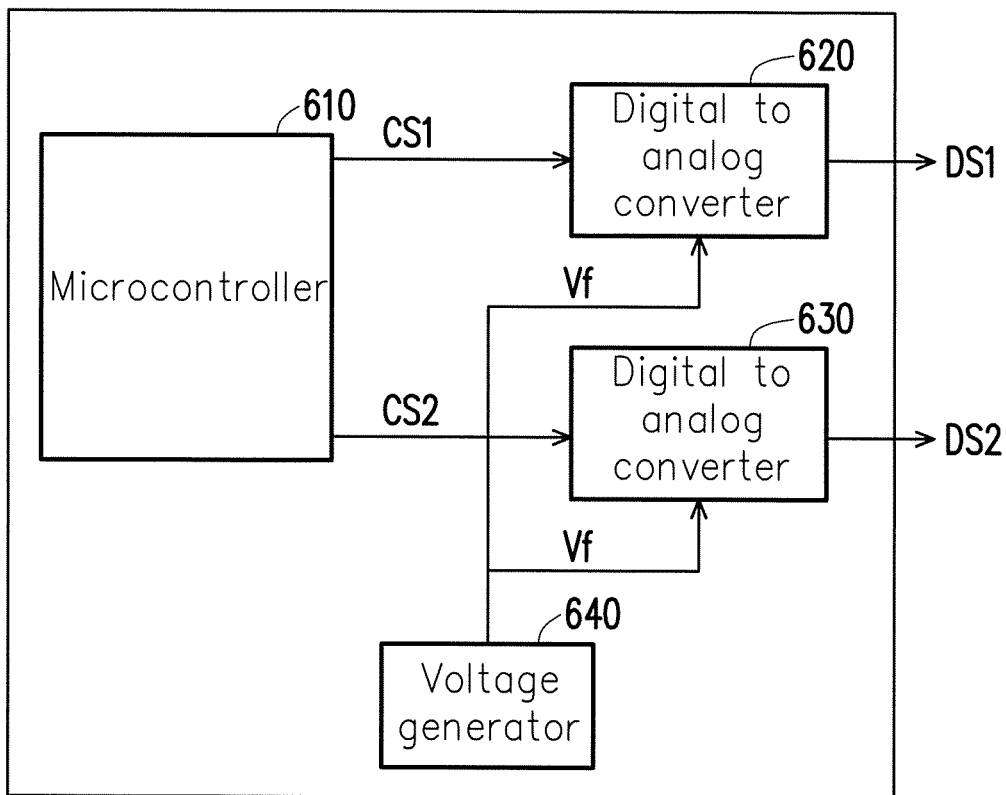 620
Digital to
analog
converter
610
CS1
DS1
Microcontroller
Vf
630
Digital to
analog
converter
CS2
DS2
Vf
640
Voltage
generator